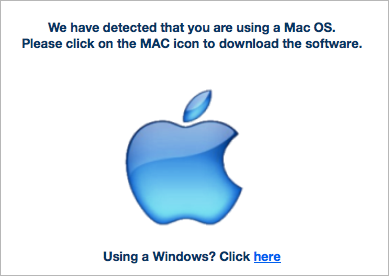 We have detected that you are using a Mac OS.
Please click on the MAC icon to download the software.
Using a Windows? Click here